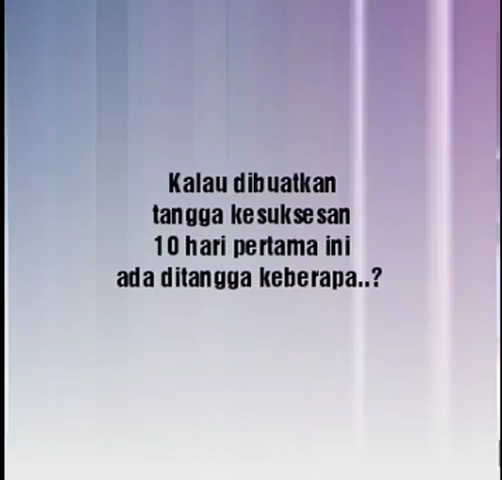 Kalau dibuatkan
tangga kesuksesan
10 hari pertama ini
ada ditangga keberapa..?